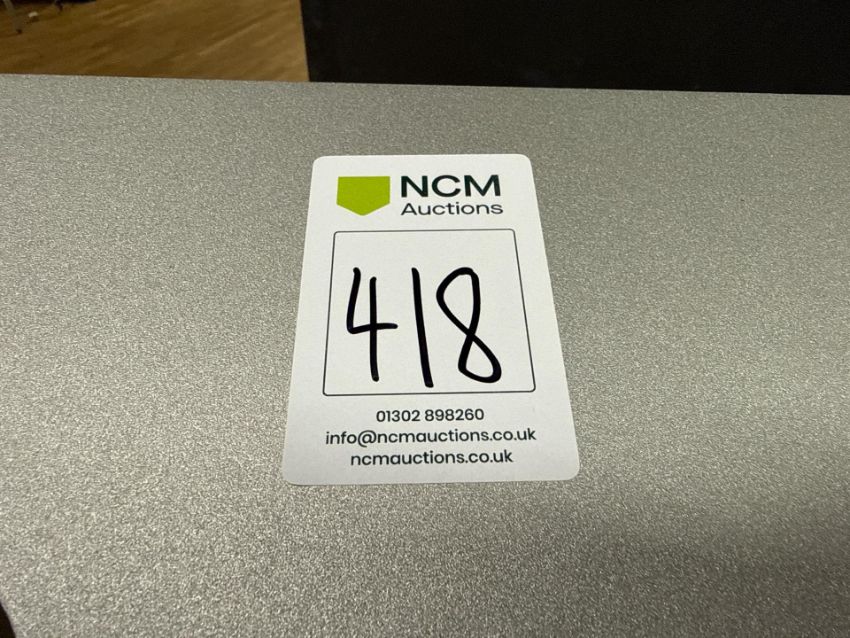 NCM
Auctions
418
01302 898260
info@ncmauctions.co.uk
ncmauctions.co.uk